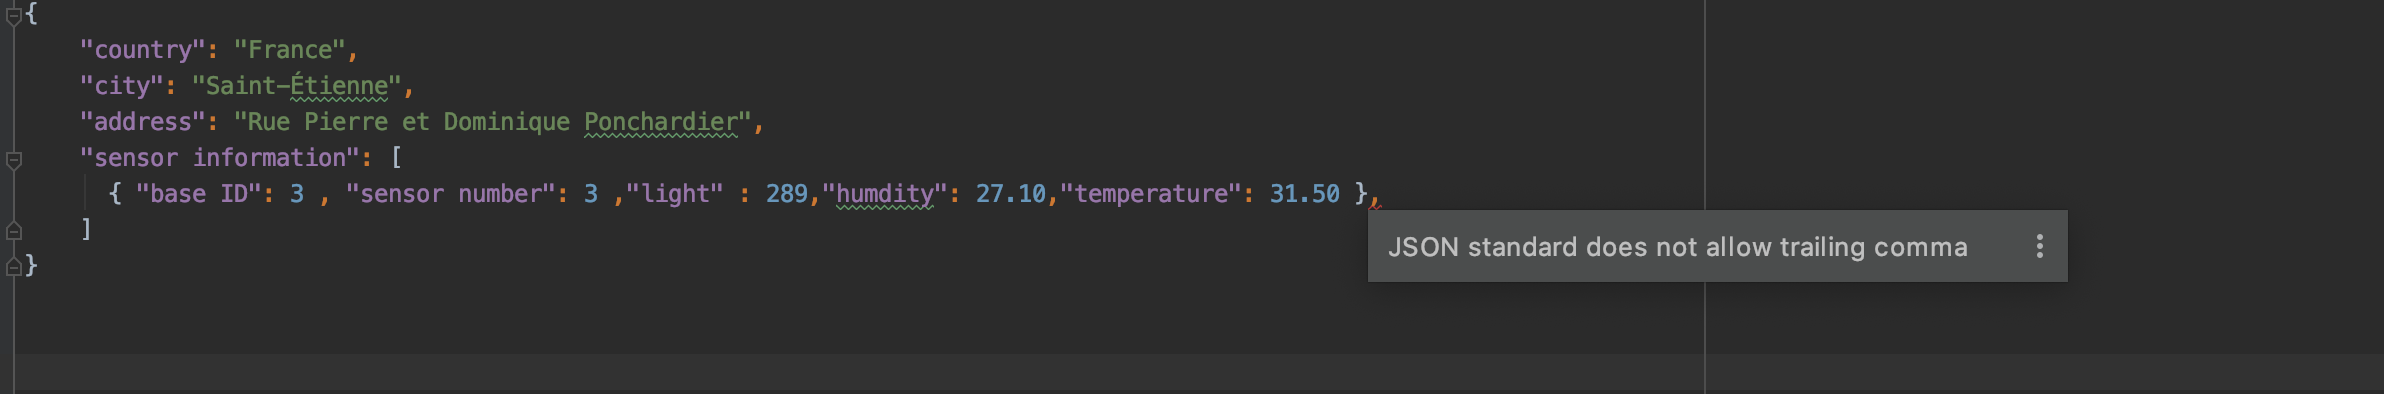 {
"country": "France",
"city": "Saint-Étienne",
"address": "Rue Pierre et Dominique Ponchardier",
"sensor information": [
{ "base ID": 3 , "sensor number": 3 ,"light" : 289,"humdity": 27.10,"temperature": 31.50 },
]
JSON standard does not allow trailing comma
}